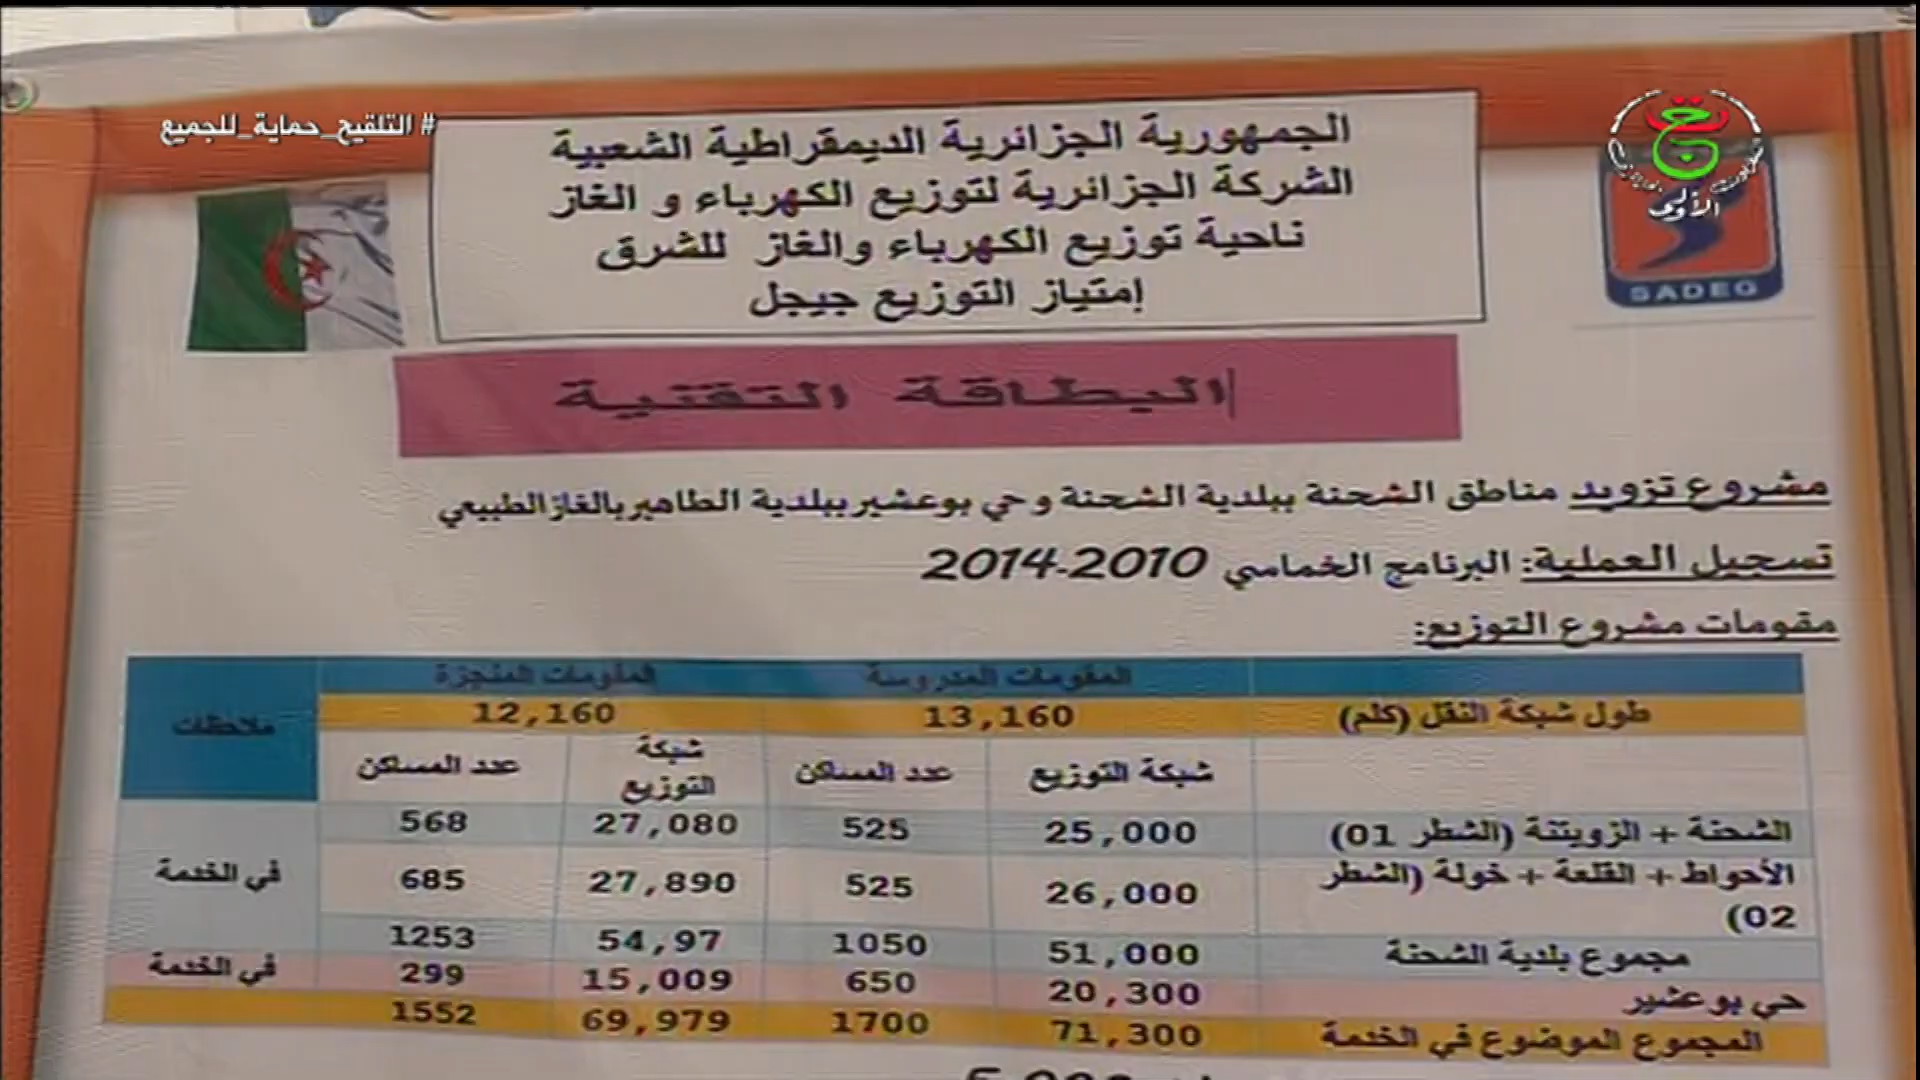 # التلقيح_حماية_للجميع
الجمهورية الجزائرية الديمقراطية الشعبية
الشركة الجزائرية لتوزيع الكهرباء و الغاز
ناحية توزيع الكهرباء والغاز للشرق
إمتياز التوزيع جيجل
الأولى
SADEG
البطاقة التقنية
مشروع تزويد مناطق الشحنة ببلدية الشحنة و حي بوعشير ببلدية الطاهير بالغاز الطبيعي
تسجيل العملية: البرنامج الخماسي 2010-2014
مقومات مشروع التوزيع:
المقومات المدروسة المقومات المنجزة ملاحظات
طول شبكة النقل (كلم) 13,160 12,160
شبكة التوزيع عدد المساكن شبكة التوزيع عدد المساكن
الشحنة + الزويتنة (الشطر 01) 25,000 525 27,080 568
الأحواط + القلعة + خولة (الشطر 02) 26,000 525 27,890 685 في الخدمة
مجموع بلدية الشحنة 51,000 1050 54,97 1253
حي بوعشير 20,300 650 15,009 299 في الخدمة
المجموع الموضوع في الخدمة 71,300 1700 69,979 1552